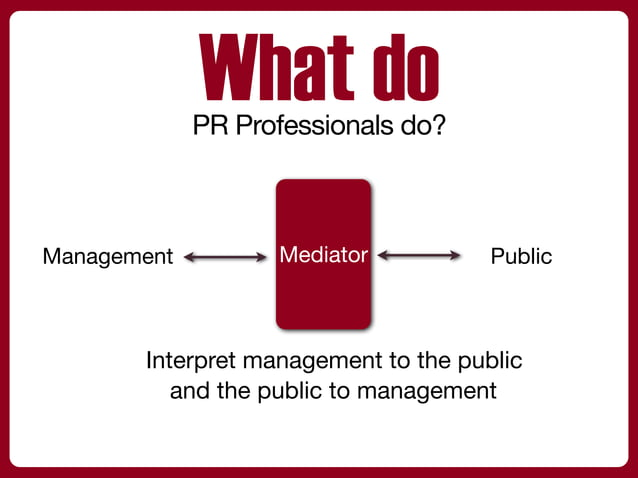 What do
PR Professionals do?
Management
Mediator
Public
Interpret management to the public
and the public to management